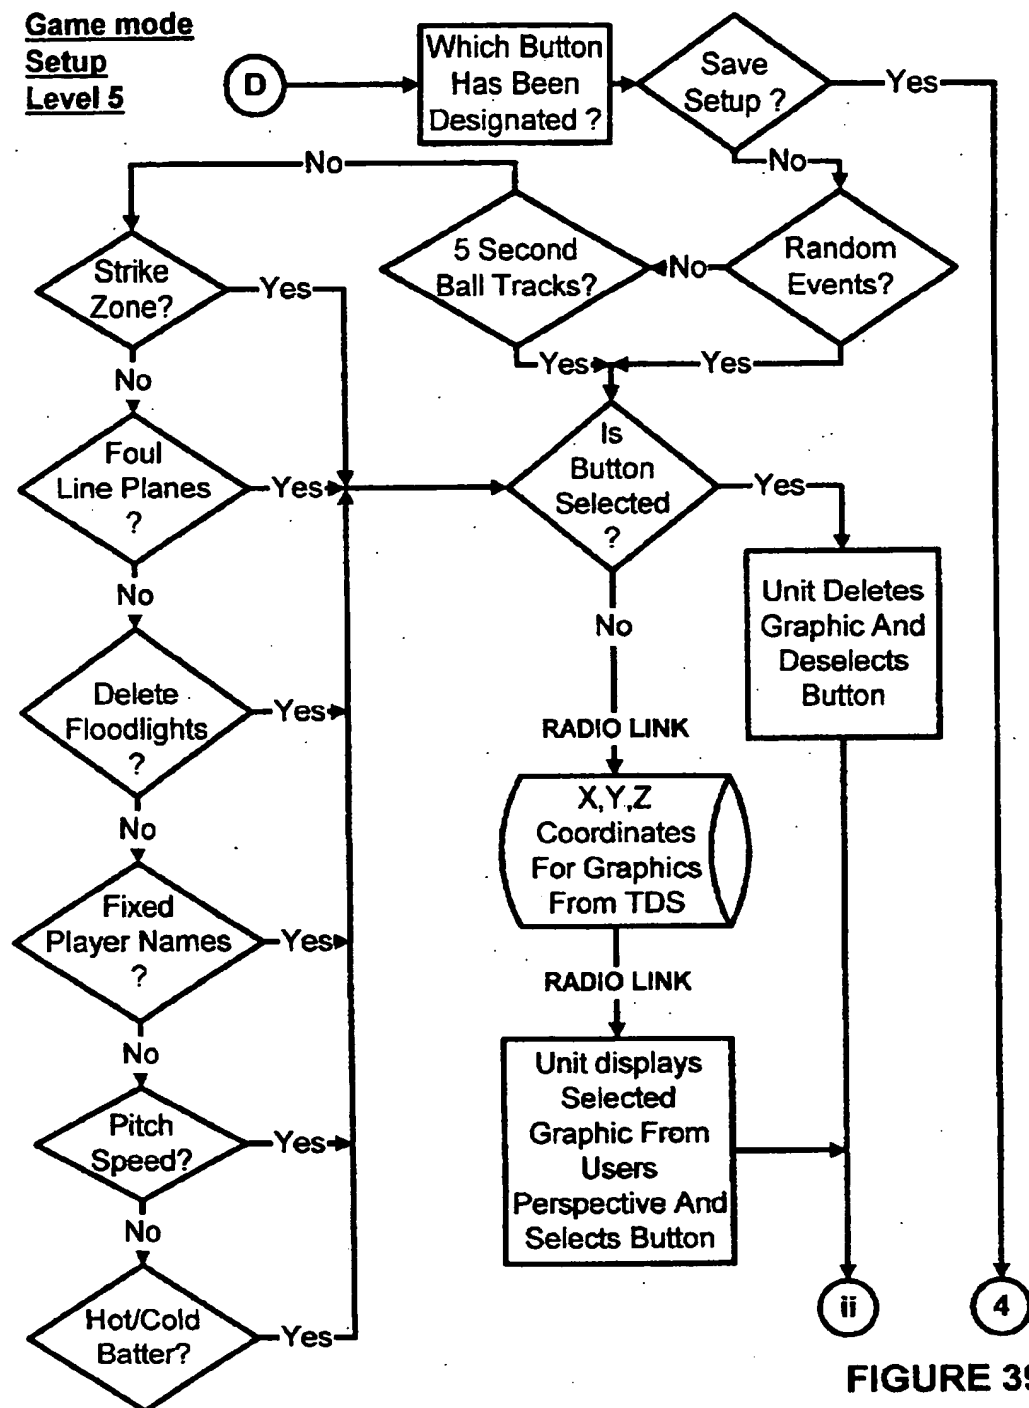 Game mode
Setup
Level 5
D
Which Button
Has Been
Designated ?
Save
Setup ?
Yes
No
No
Strike
Zone?
Yes
5 Second
Ball Tracks?
No
Random
Events?
No
Yes
Yes
Foul
Line Planes
?
Yes
Is
Button
Selected
?
Yes
No
No
Unit Deletes
Graphic And
Deselects
Button
Delete
Floodlights
?
Yes
RADIO LINK
No
X,Y,Z
Coordinates
For Graphics
From TDS
Fixed
Player Names
?
Yes
RADIO LINK
No
Unit displays
Selected
Graphic From
Users
Perspective And
Selects Button
Pitch
Speed?
Yes
No
Hot/Cold
Batter?
Yes
ii
4
FIGURE 39